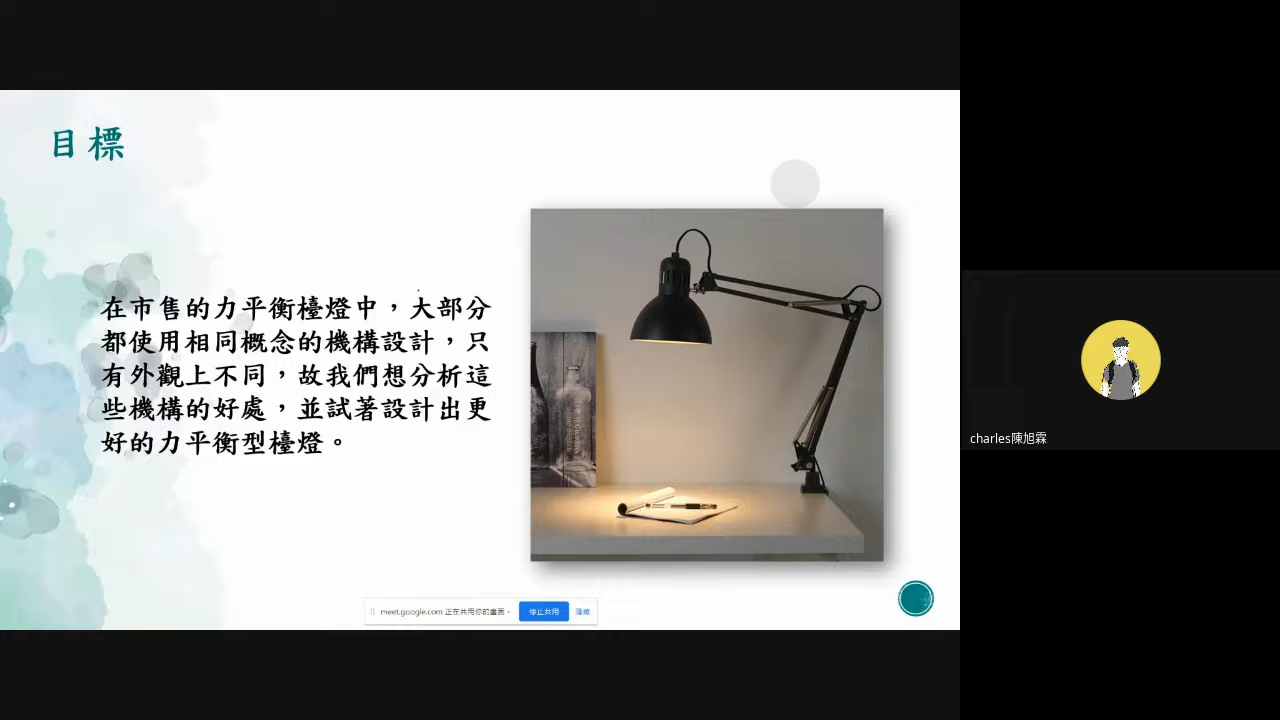 目標
在市售的力平衡檯燈中，大部分
都使用相同概念的機構設計，只
有外觀上不同，故我們想分析這
些機構的好處，並試著設計出更
好的力平衡型檯燈。
meet.google.com 正在共用你的畫面。 停止共用 隱藏
charles陳旭霖